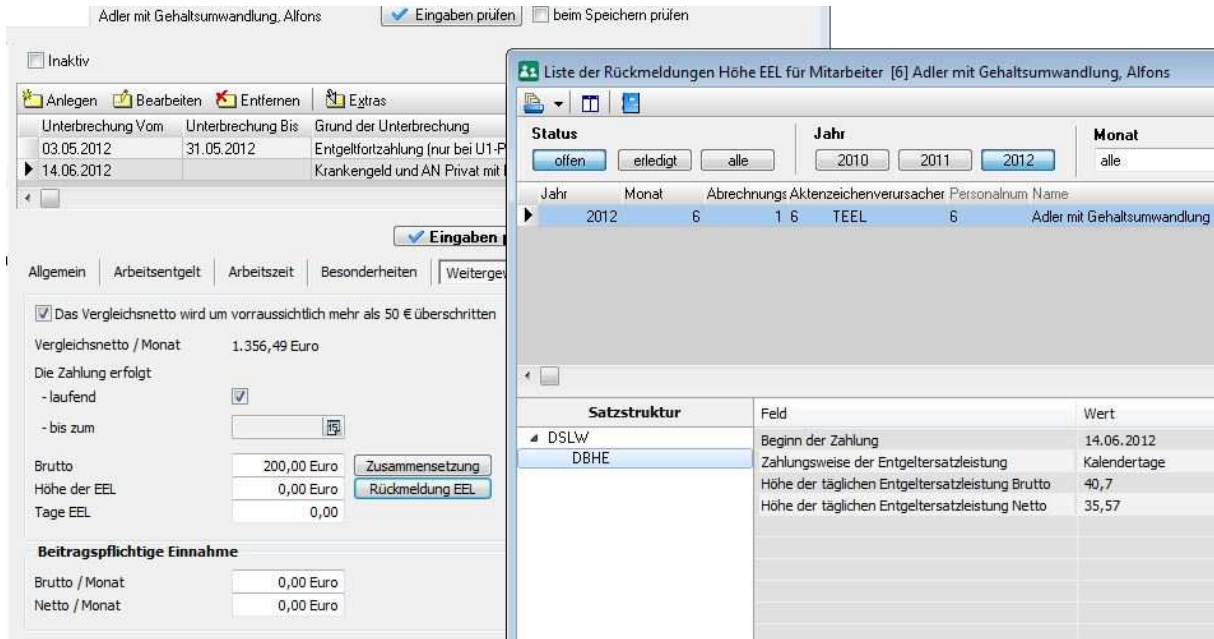 Adler mit Gehaltsumwandlung, Alfons
Eingaben prüfen
beim Speichern prüfen
Inaktiv
Anlegen Bearbeiten Entfernen Extras
Unterbrechung Vom Unterbrechung Bis Grund der Unterbrechung
03.05.2012 31.05.2012 Entgeltfortzahlung (nur bei U1-P
14.06.2012 Krankengeld und AN Privat mit
Eingaben
Allgemein Arbeitsentgelt Arbeitszeit Besonderheiten Weiterge
Das Vergleichsnetto wird um vorraussichtlich mehr als 50 € überschritten
Vergleichsnetto / Monat 1.356,49 Euro
Die Zahlung erfolgt
- laufend
- bis zum
15
Brutto 200,00 Euro Zusammensetzung
Höhe der EEL 0,00 Euro Rückmeldung EEL
Tage EEL 0,00
Beitragspflichtige Einnahme
Brutto / Monat 0,00 Euro
Netto / Monat 0,00 Euro
Liste der Rückmeldungen Höhe EEL für Mitarbeiter [6] Adler mit Gehaltsumwandlung, Alfons
Status Jahr Monat
offen erledigt alle 2010 2011 2012 alle
Jahr Monat Abrechnungs Aktenzeichenverursacher Personalnum Name
2012 6 1 6 TEEL 6 Adler mit Gehaltsumwandlung
Satzstruktur Feld Wert
DSLW
DBHE
Beginn der Zahlung 14.06.2012
Zahlungsweise der Entgeltersatzleistung Kalendertage
Höhe der täglichen Entgeltersatzleistung Brutto 40,7
Höhe der täglichen Entgeltersatzleistung Netto 35,57